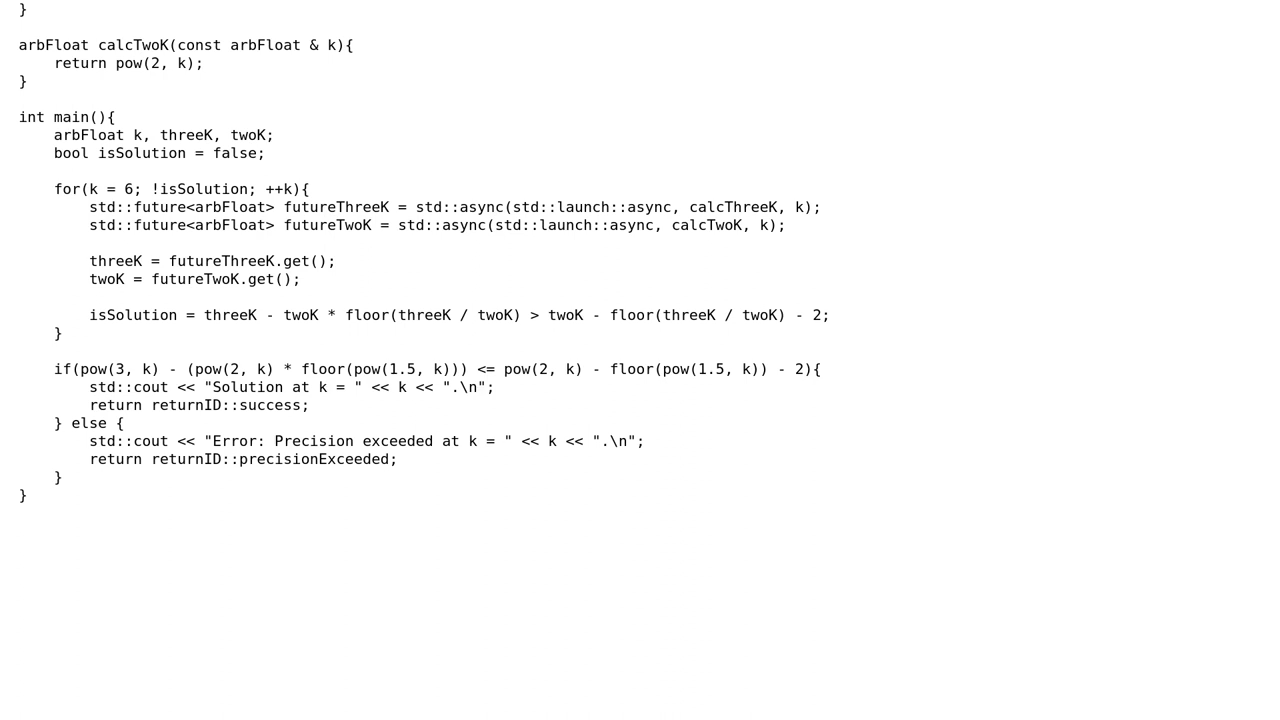 }
arbFloat calcTwoK(const arbFloat & k){
    return pow(2, k);
}
int main(){
    arbFloat k, threeK, twoK;
    bool isSolution = false;
    for(k = 6; !isSolution; ++k){
        std::future<arbFloat> futureThreeK = std::async(std::launch::async, calcThreeK, k);
        std::future<arbFloat> futureTwoK = std::async(std::launch::async, calcTwoK, k);
        threeK = futureThreeK.get();
        twoK = futureTwoK.get();
        isSolution = threeK - twoK * floor(threeK / twoK) > twoK - floor(threeK / twoK) - 2;
    }
    if(pow(3, k) - (pow(2, k) * floor(pow(1.5, k))) <= pow(2, k) - floor(pow(1.5, k)) - 2){
        std::cout << "Solution at k = " << k << ".\n";
        return returnID::success;
    } else {
        std::cout << "Error: Precision exceeded at k = " << k << ".\n";
        return returnID::precisionExceeded;
    }
}